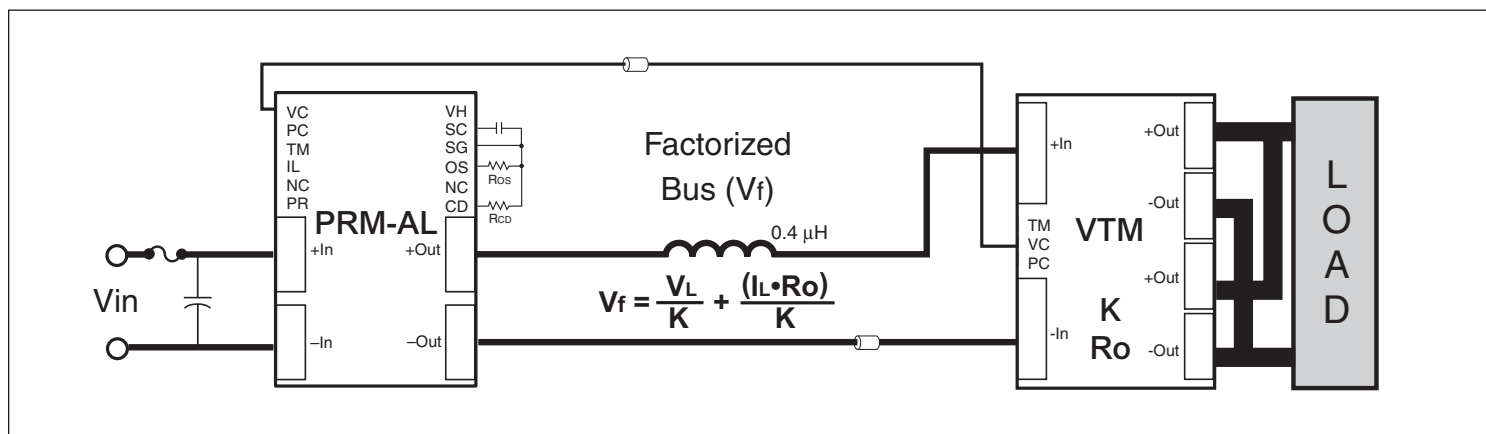 VC
PC
TM
IL
NC
PR
VH
SC
SG
OS
NC
CD
ROS
RCD
PRM-AL
+In
–In
+Out
–Out
Vin
Factorized
Bus (Vf)
0.4 μH
Vf = VL/K + (IL•Ro)/K
+In
-In
TM
VC
PC
VTM
K
Ro
+Out
-Out
+Out
-Out
LOAD